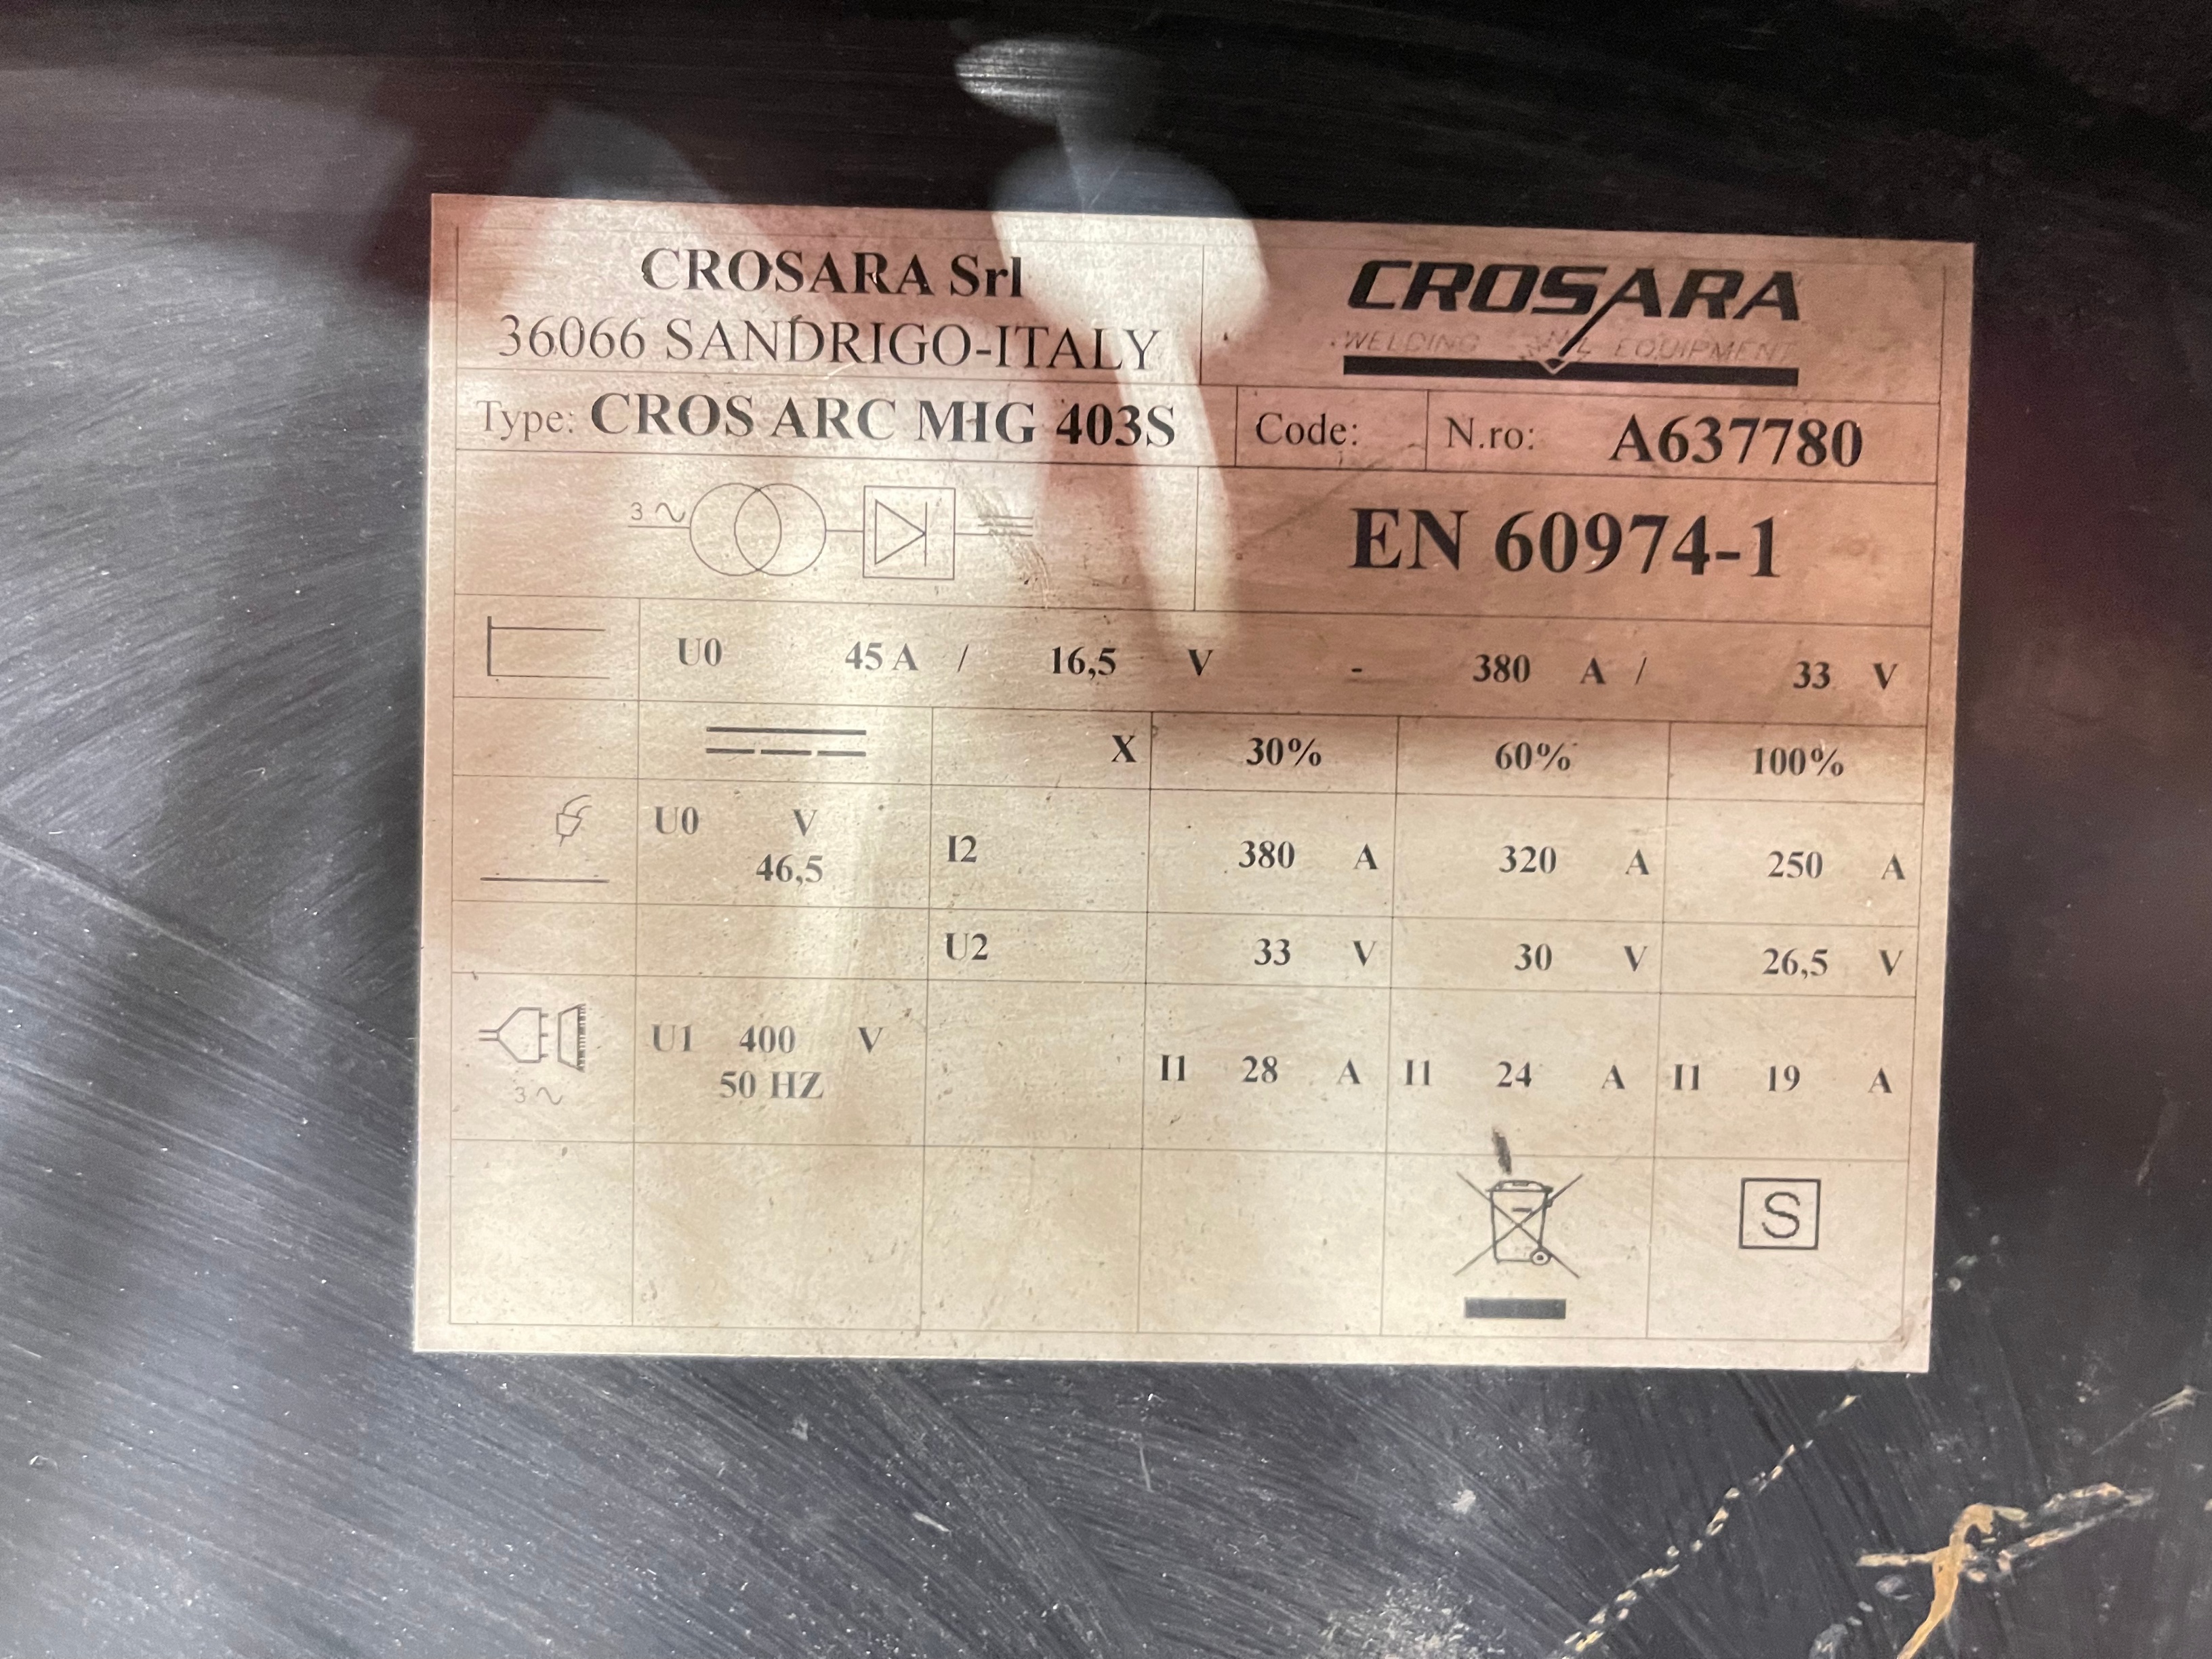 CROSARA Srl
36066 SANDRIGO-ITALY
CROSARA
WELDING EQUIPMENT
Type: CROS ARC MIG 403S
Code:
N.ro: A637780
3 ~
EN 60974-1
U0 45 A / 16,5 V - 380 A / 33 V
X 30% 60% 100%
U0 V
46,5
I2 380 A 320 A 250 A
U2 33 V 30 V 26,5 V
U1 400 V
50 HZ
3 ~
I1 28 A I1 24 A I1 19 A
S